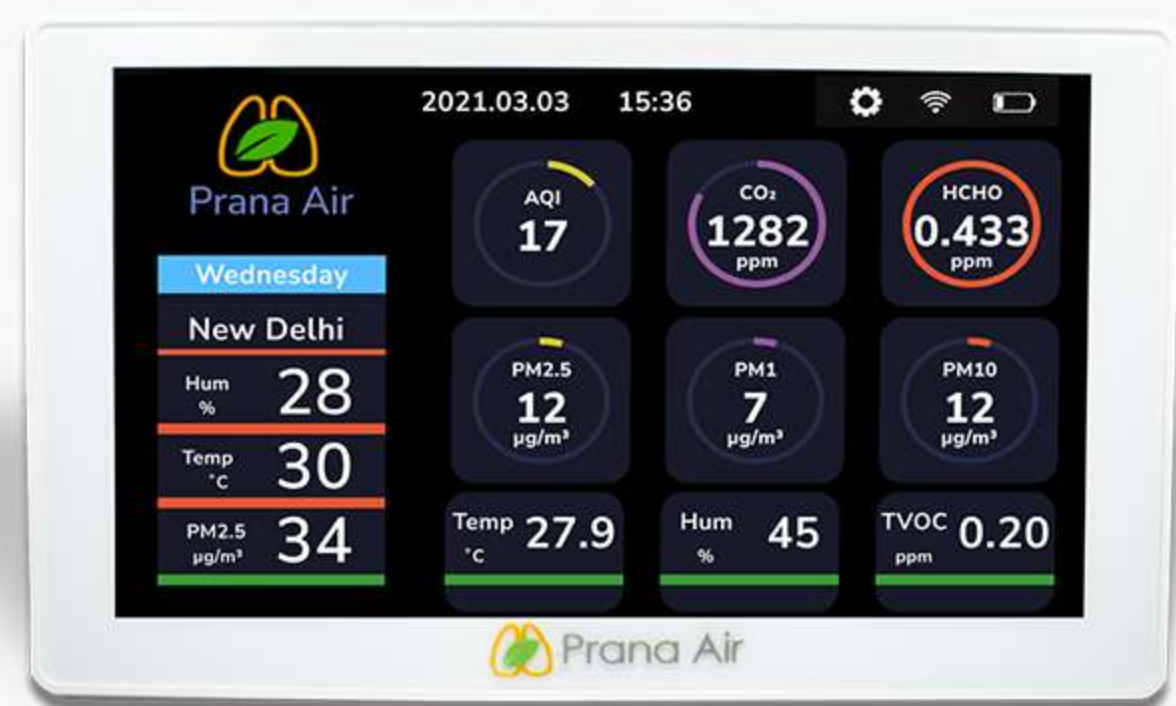 Prana Air
2021.03.03 15:36
Wednesday
New Delhi
Hum
%
28
Temp
°C
30
PM2.5
µg/m³
34
AQI
17
CO₂
1282
ppm
HCHO
0.433
ppm
PM2.5
12
µg/m³
PM1
7
µg/m³
PM10
12
µg/m³
Temp
°C
27.9
Hum
%
45
TVOC
ppm
0.20
Prana Air